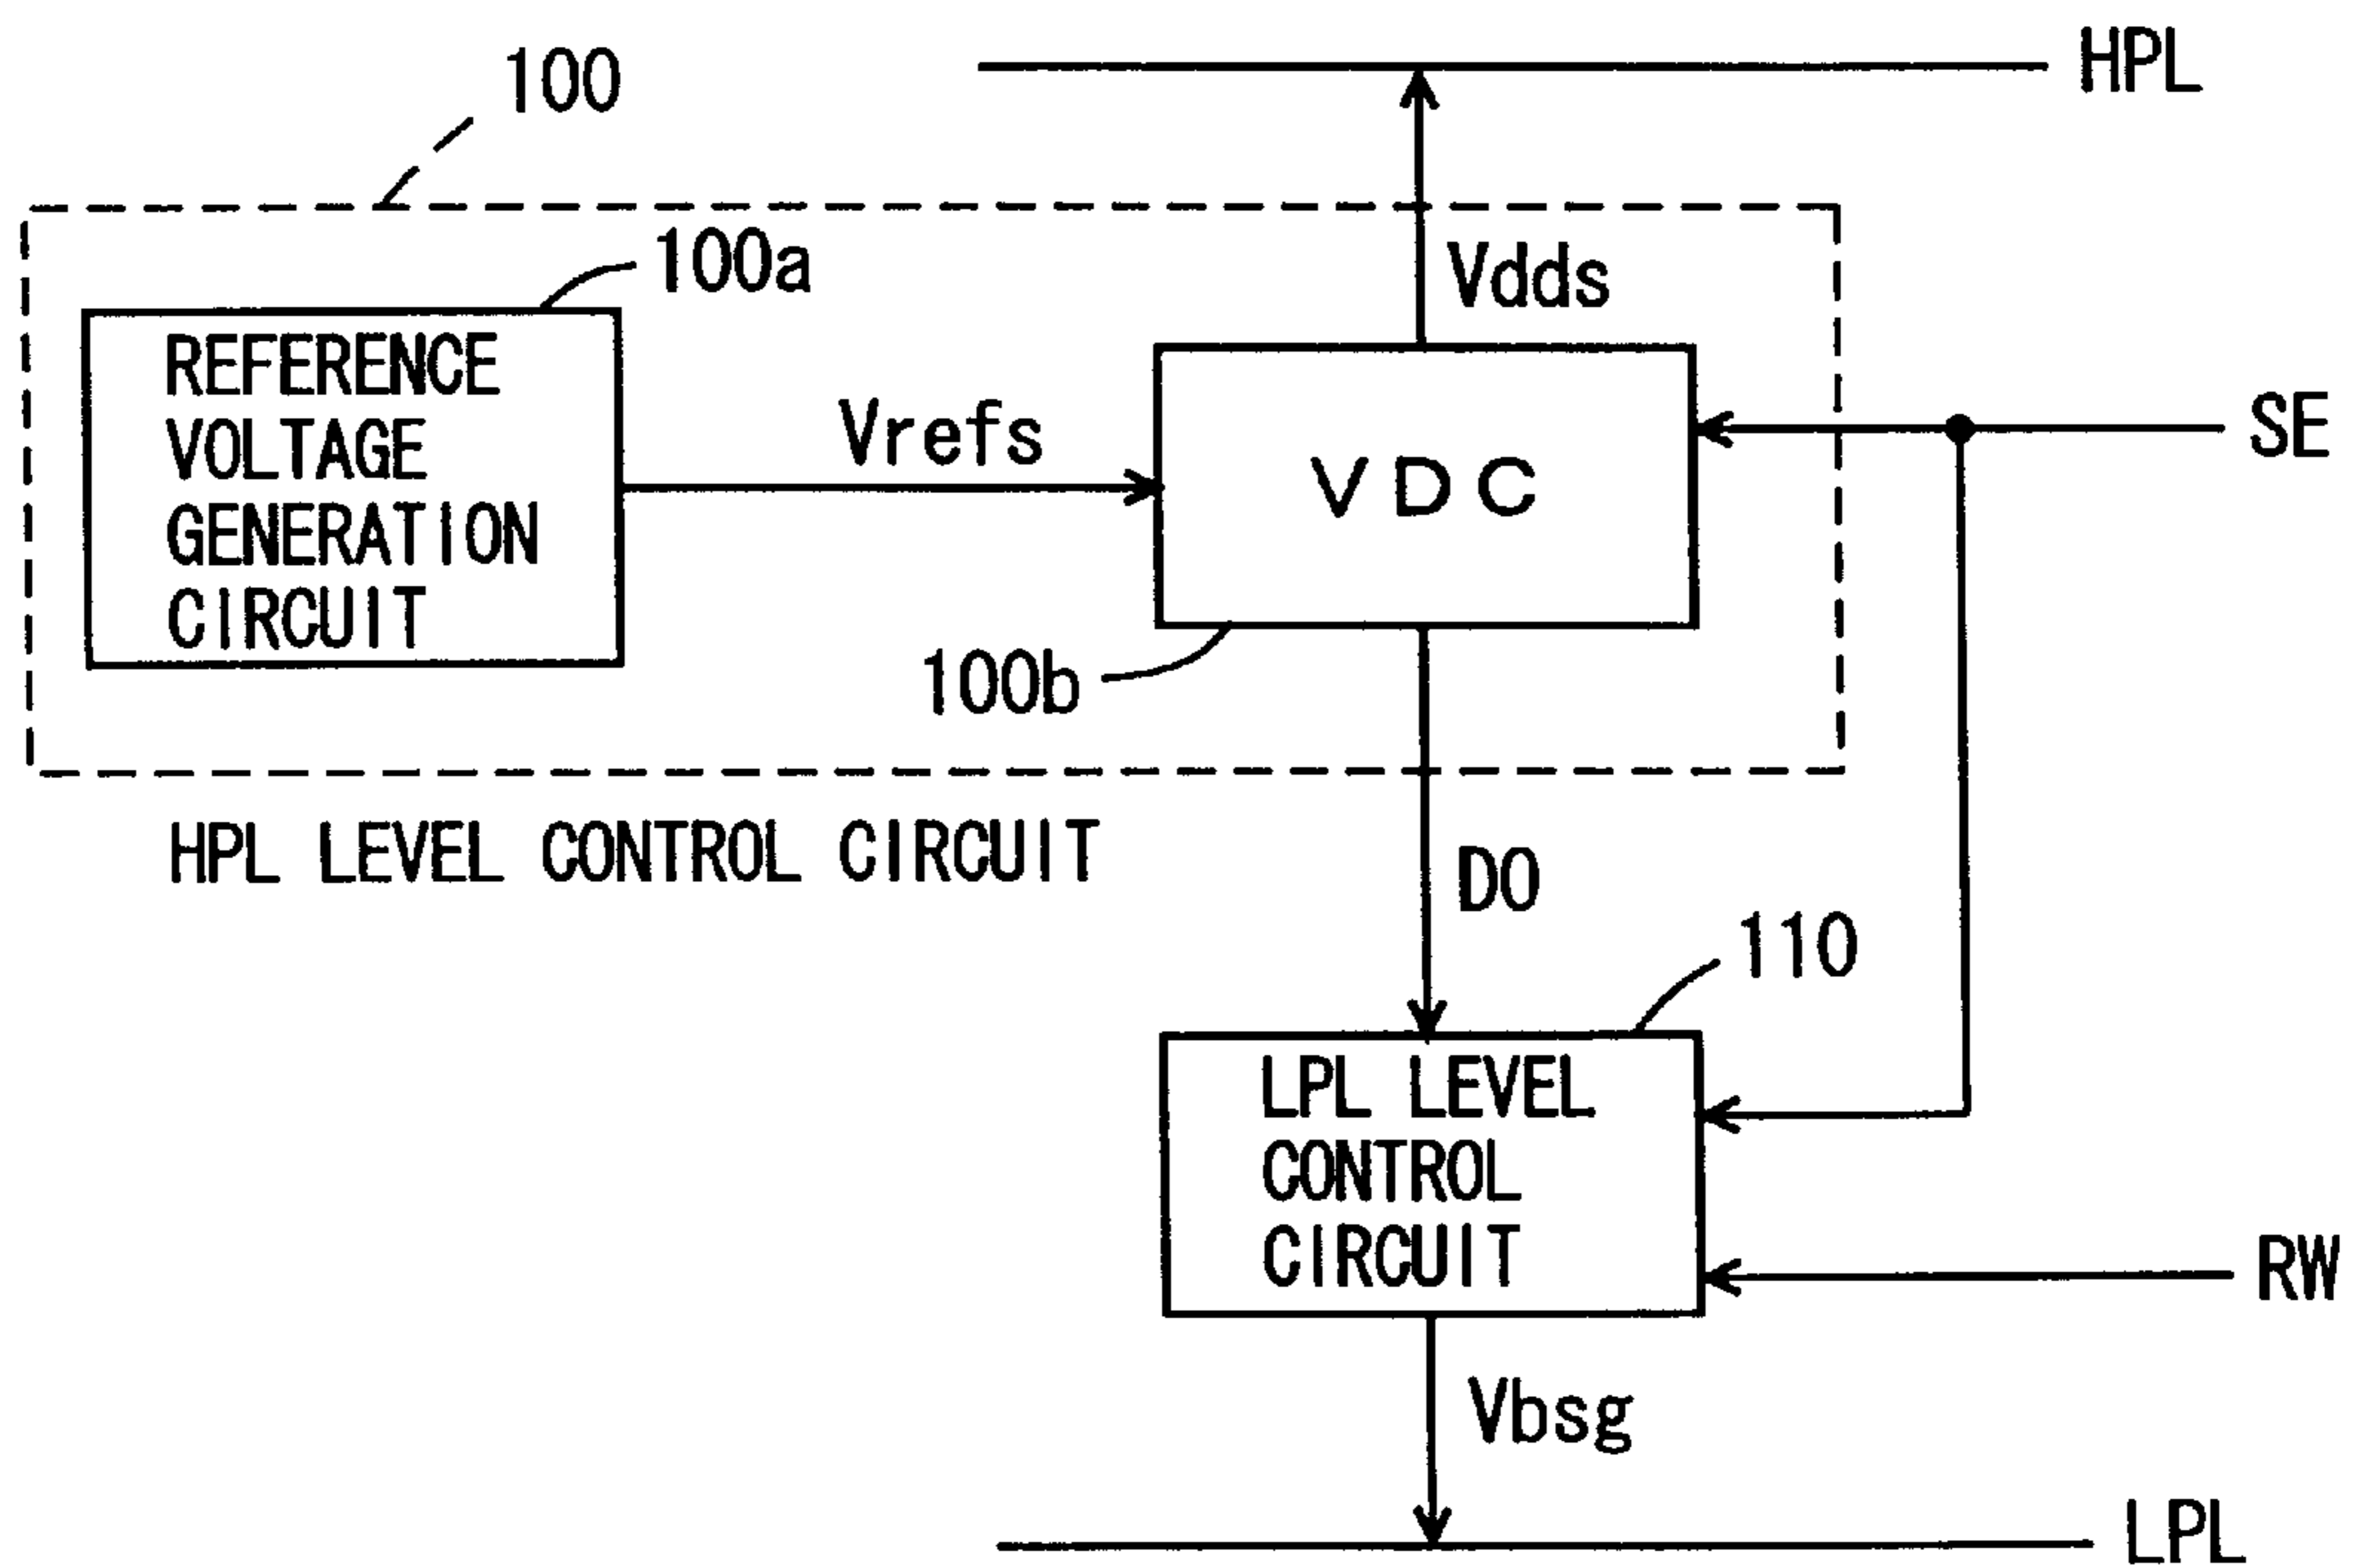 HPL
100
100a
Vdds
REFERENCE
VOLTAGE
GENERATION
CIRCUIT
Vrefs
VDC
SE
100b
HPL LEVEL CONTROL CIRCUIT
DO
110
LPL LEVEL
CONTROL
CIRCUIT
RW
Vbsg
LPL